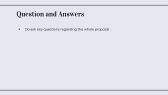 Question and Answers
• Do ask any questions regarding the whole proposal